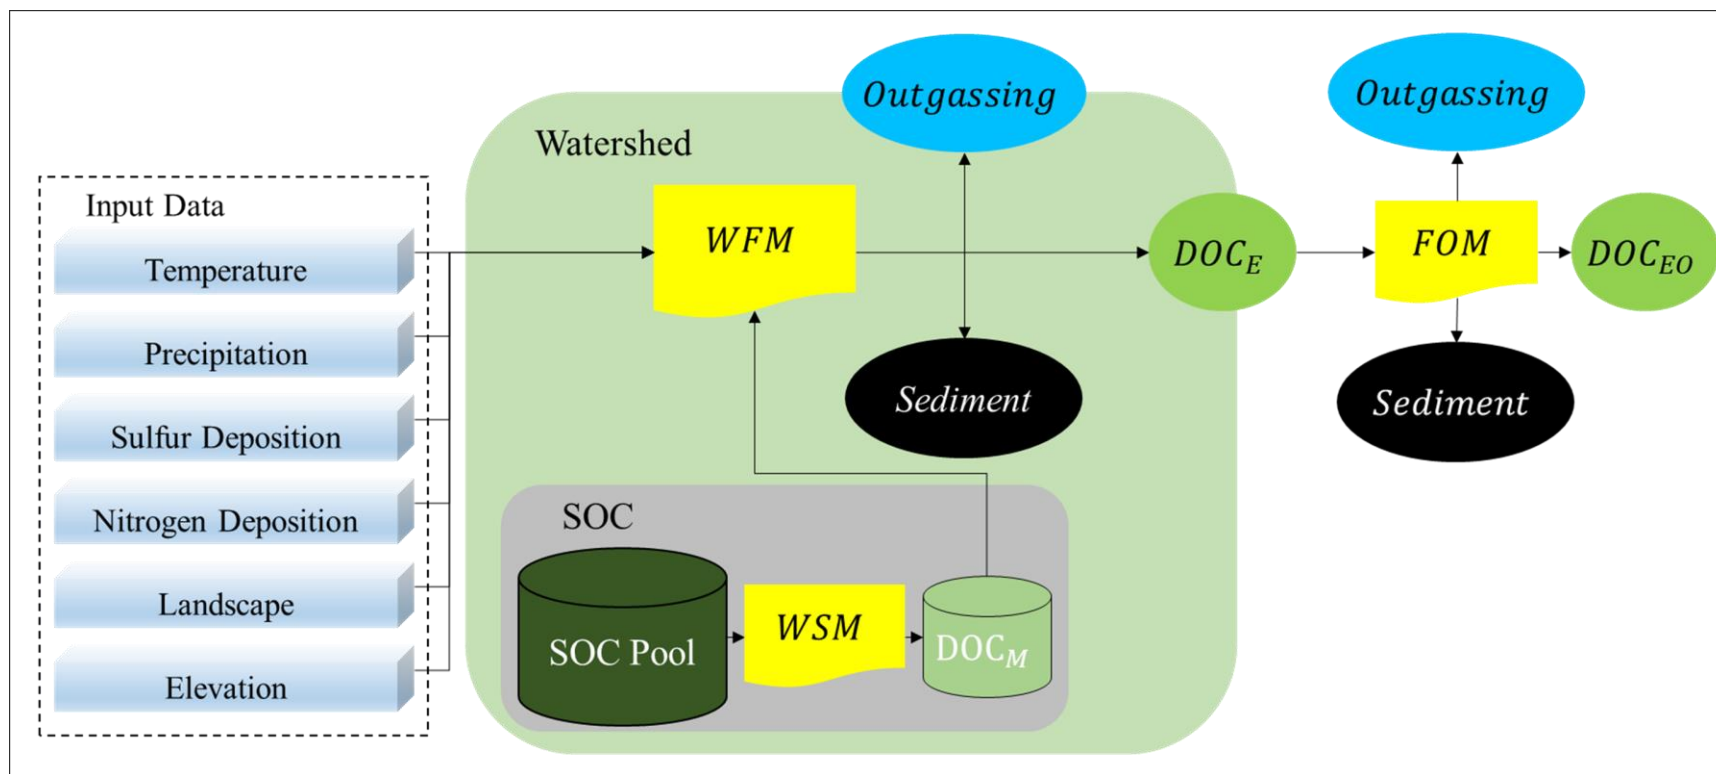 Input Data
Temperature
Precipitation
Sulfur Deposition
Nitrogen Deposition
Landscape
Elevation
Watershed
WFM
Outgassing
Sediment
SOC
SOC Pool
WSM
DOC_M
DOC_E
Outgassing
FOM
DOC_EO
Sediment